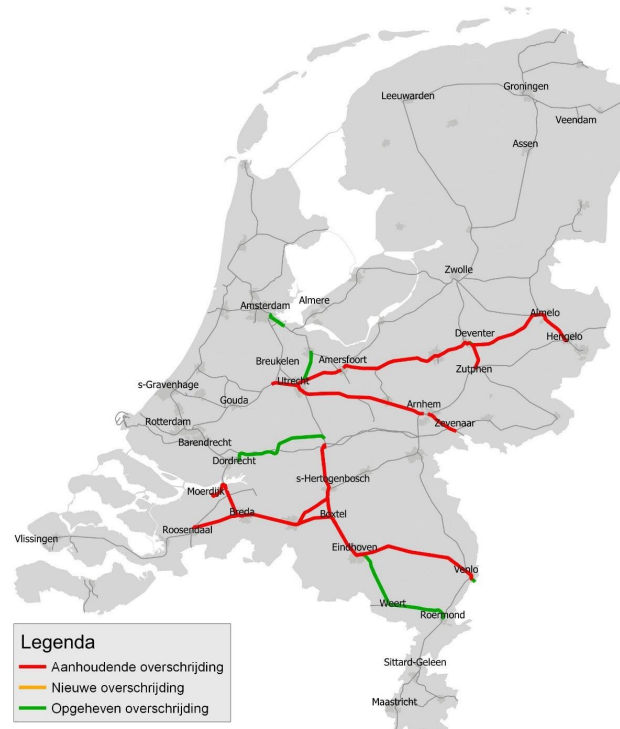 Groningen
Leeuwarden
Veendam
Assen
Zwolle
Almere
Amsterdam
Almelo
Deventer
Hengelo
Breukelen
Amersfoort
Zutphen
Utrecht
s-Gravenhage
Gouda
Arnhem
Rotterdam
Zevenaar
Barendrecht
Dordrecht
s-Hertogenbosch
Moerdijk
Breda
Boxtel
Roosendaal
Vlissingen
Eindhoven
Venlo
Weert
Roermond
Sittard-Geleen
Maastricht
Legenda
Aanhoudende overschrijding
Nieuwe overschrijding
Opgeheven overschrijding